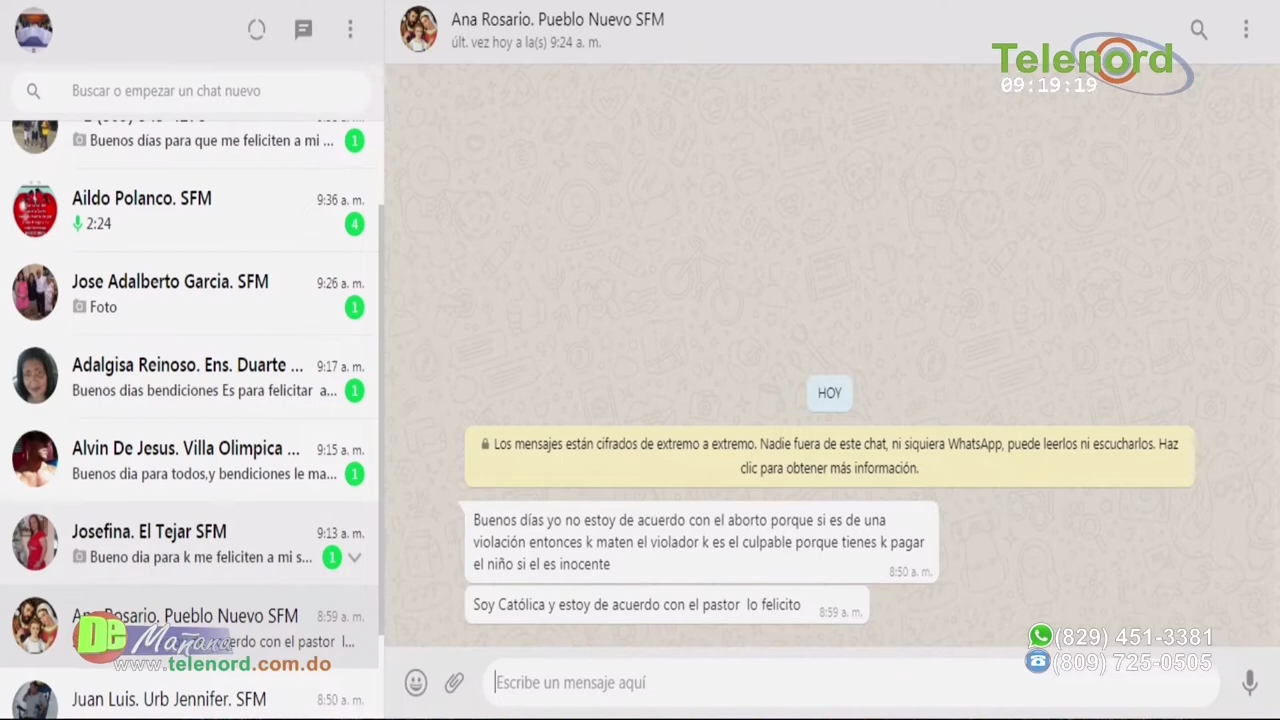 Buscar o empezar un chat nuevo
Buenos días para que me feliciten a mi ...
1
Aildo Polanco. SFM
9:36 a. m.
2:24
4
Jose Adalberto Garcia. SFM
9:26 a. m.
Foto
1
Adalgisa Reinoso. Ens. Duarte ...
9:17 a. m.
Buenos dias bendiciones Es para felicitar a...
1
Alvin De Jesus. Villa Olimpica ...
9:15 a. m.
Buenos dia para todos,y bendiciones le ma...
1
Josefina. El Tejar SFM
9:13 a. m.
Bueno dia para k me feliciten a mi s...
1
Ana Rosario. Pueblo Nuevo SFM
8:59 a. m.
De Mañana
erdo con el pastor l...
www.telenord.com.do
Juan Luis. Urb Jennifer. SFM
8:50 a. m.
Ana Rosario. Pueblo Nuevo SFM
últ. vez hoy a la(s) 9:24 a. m.
Telenord
09:19:19
HOY
Los mensajes están cifrados de extremo a extremo. Nadie fuera de este chat, ni siquiera WhatsApp, puede leerlos ni escucharlos. Haz
clic para obtener más información.
Buenos días yo no estoy de acuerdo con el aborto porque si es de una
violación entonces k maten el violador k es el culpable porque tienes k pagar
el niño si el es inocente
8:50 a. m.
Soy Católica y estoy de acuerdo con el pastor lo felicito
8:59 a. m.
(829) 451-3381
(809) 725-0505
Escribe un mensaje aquí